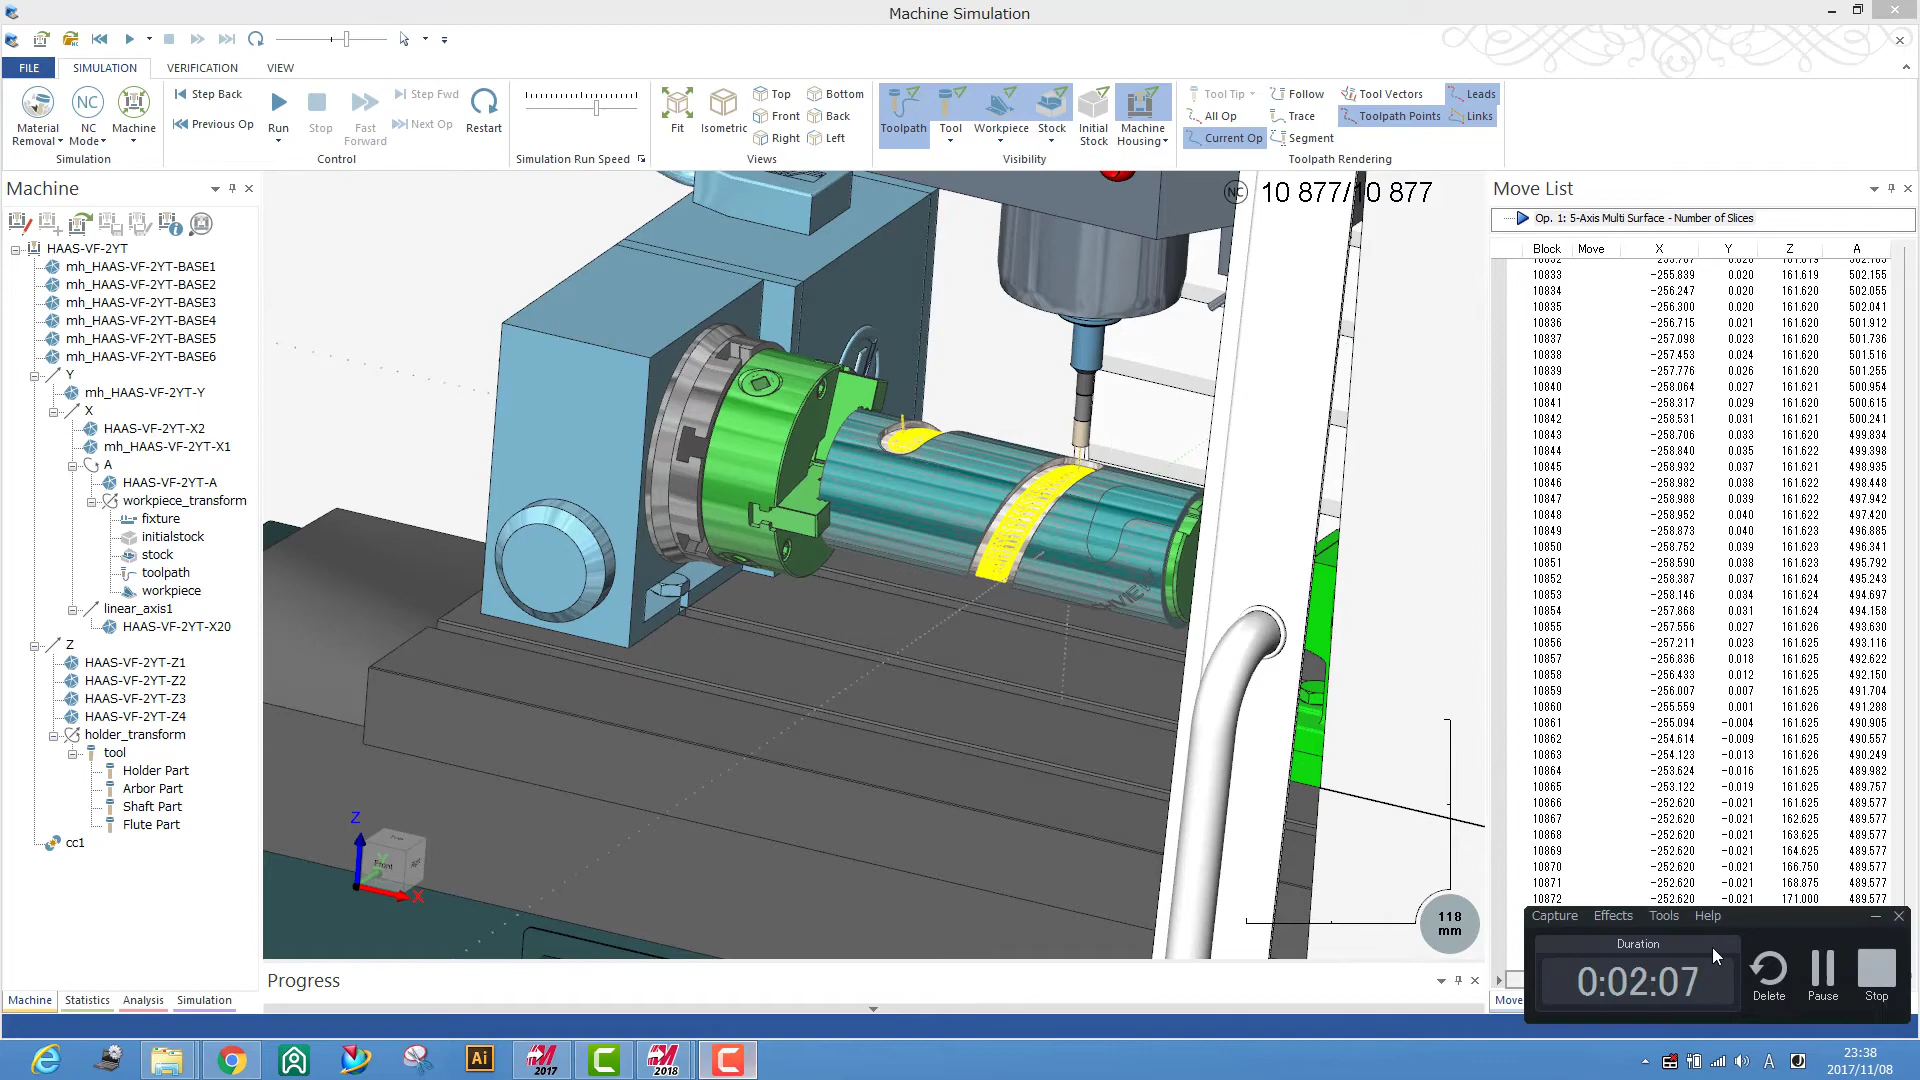 Machine Simulation
FILE SIMULATION VERIFICATION VIEW
Material Removal
NC Mode
Machine
Simulation
Step Back
Previous Op
Run
Stop
Fast Forward
Step Fwd
Next Op
Restart
Control
Simulation Run Speed
Fit
Isometric
Top
Front
Right
Bottom
Back
Left
Views
Toolpath
Tool
Workpiece
Stock
Initial Stock
Machine Housing
Visibility
Tool Tip
All Op
Current Op
Follow
Trace
Segment
Tool Vectors
Toolpath Points
Leads
Links
Toolpath Rendering
Machine
HAAS-VF-2YT
mh_HAAS-VF-2YT-BASE1
mh_HAAS-VF-2YT-BASE2
mh_HAAS-VF-2YT-BASE3
mh_HAAS-VF-2YT-BASE4
mh_HAAS-VF-2YT-BASE5
mh_HAAS-VF-2YT-BASE6
Y
mh_HAAS-VF-2YT-Y
X
HAAS-VF-2YT-X2
mh_HAAS-VF-2YT-X1
A
HAAS-VF-2YT-A
workpiece_transform
fixture
initialstock
stock
toolpath
workpiece
linear_axis1
HAAS-VF-2YT-X20
Z
HAAS-VF-2YT-Z1
HAAS-VF-2YT-Z2
HAAS-VF-2YT-Z3
HAAS-VF-2YT-Z4
holder_transform
tool
Holder Part
Arbor Part
Shaft Part
Flute Part
cc1
Machine Statistics Analysis Simulation
NC 10 877/10 877
Z
Front
X
118 mm
Progress
Move List
Op. 1: 5-Axis Multi Surface - Number of Slices
Block Move X Y Z A
10833 -255.839 0.020 161.619 502.155
10834 -256.247 0.020 161.620 502.055
10835 -256.300 0.020 161.620 502.041
10836 -256.715 0.021 161.620 501.912
10837 -257.098 0.023 161.620 501.736
10838 -257.453 0.024 161.620 501.516
10839 -257.776 0.026 161.620 501.255
10840 -258.064 0.027 161.621 500.954
10841 -258.317 0.029 161.621 500.615
10842 -258.531 0.031 161.621 500.241
10843 -258.706 0.033 161.620 499.834
10844 -258.840 0.035 161.621 499.398
10845 -258.932 0.037 161.621 498.935
10846 -258.982 0.038 161.622 498.448
10847 -258.988 0.039 161.622 497.942
10848 -258.952 0.040 161.622 497.420
10849 -258.873 0.040 161.623 496.885
10850 -258.752 0.039 161.623 496.341
10851 -258.590 0.038 161.623 495.792
10852 -258.387 0.037 161.624 495.243
10853 -258.146 0.034 161.624 494.697
10854 -257.868 0.031 161.624 494.158
10855 -257.556 0.027 161.626 493.630
10856 -257.211 0.023 161.625 493.116
10857 -256.836 0.018 161.625 492.622
10858 -256.433 0.012 161.625 492.150
10859 -256.007 0.007 161.625 491.704
10860 -255.559 0.001 161.626 491.288
10861 -255.094 -0.004 161.625 490.905
10862 -254.614 -0.009 161.625 490.557
10863 -254.123 -0.013 161.626 490.249
10864 -253.624 -0.016 161.625 489.982
10865 -253.122 -0.019 161.625 489.757
10866 -252.620 -0.021 161.625 489.577
10867 -252.620 -0.021 162.625 489.577
10868 -252.620 -0.021 163.625 489.577
10869 -252.620 -0.021 164.625 489.577
10870 -252.620 -0.021 166.750 489.577
10871 -252.620 -0.021 168.875 489.577
10872 -252.620 -0.021 171.000 489.577
Move
Capture Effects Tools Help
Duration
0:02:07
Delete Pause Stop
Ai
2017
2018
A
23:38
2017/11/08